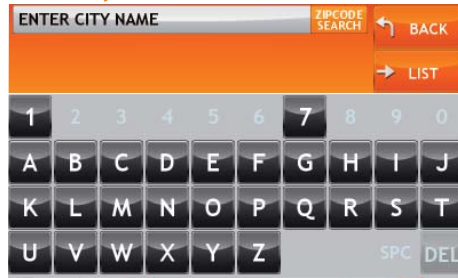 ENTER CITY NAME
ZIPCODE
SEARCH
BACK
LIST
1 2 3 4 5 6 7 8 9 0
A B C D E F G H I J
K L M N O P Q R S T
U V W X Y Z SPC DEL